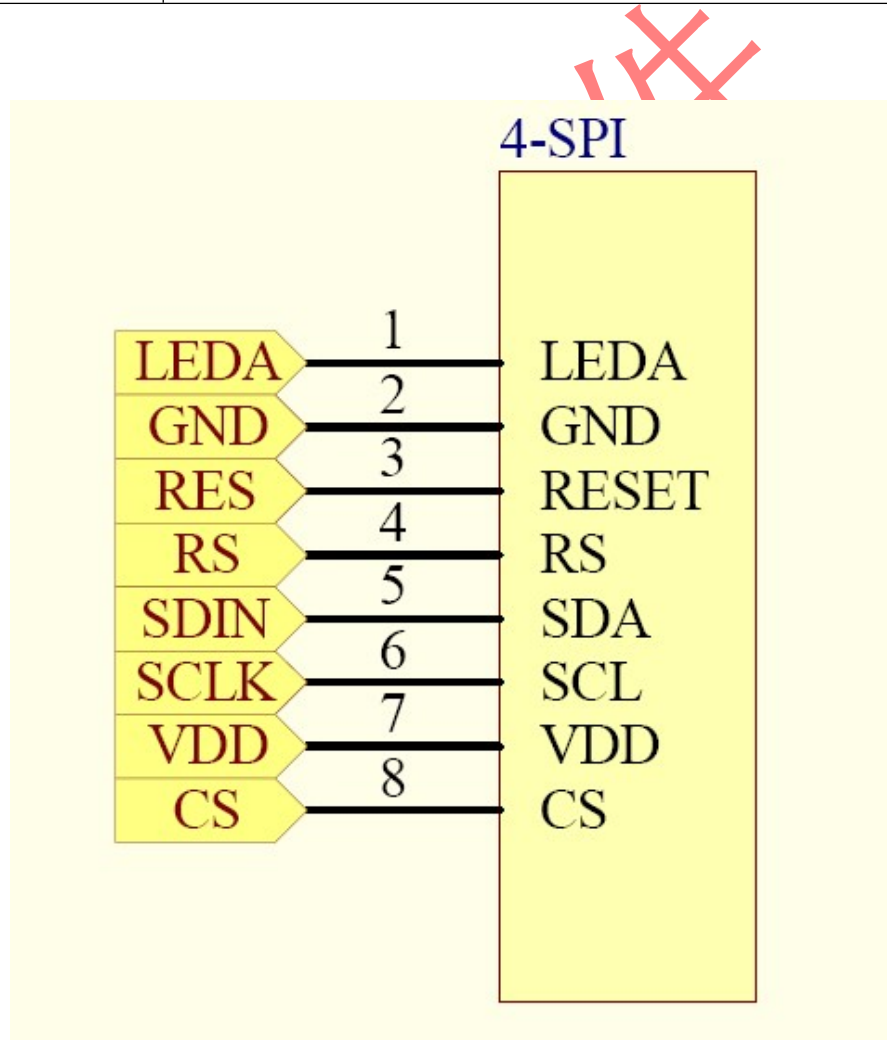 4-SPI
LEDA 1 LEDA
GND 2 GND
RES 3 RESET
RS 4 RS
SDIN 5 SDA
SCLK 6 SCL
VDD 7 VDD
CS 8 CS